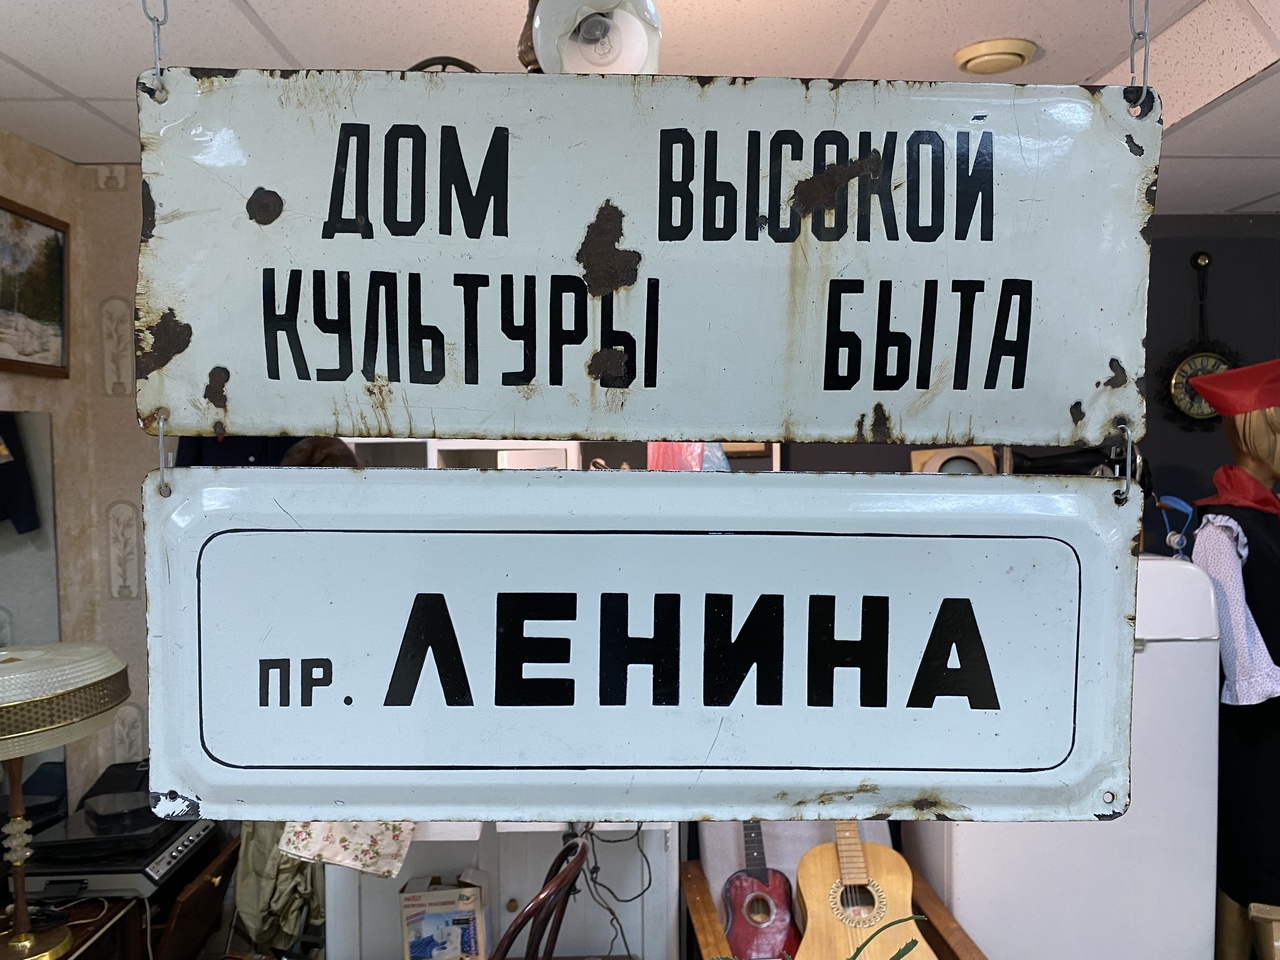 ДОМ ВЫСОКОЙ
КУЛЬТУРЫ БЫТА
пр. ЛЕНИНА